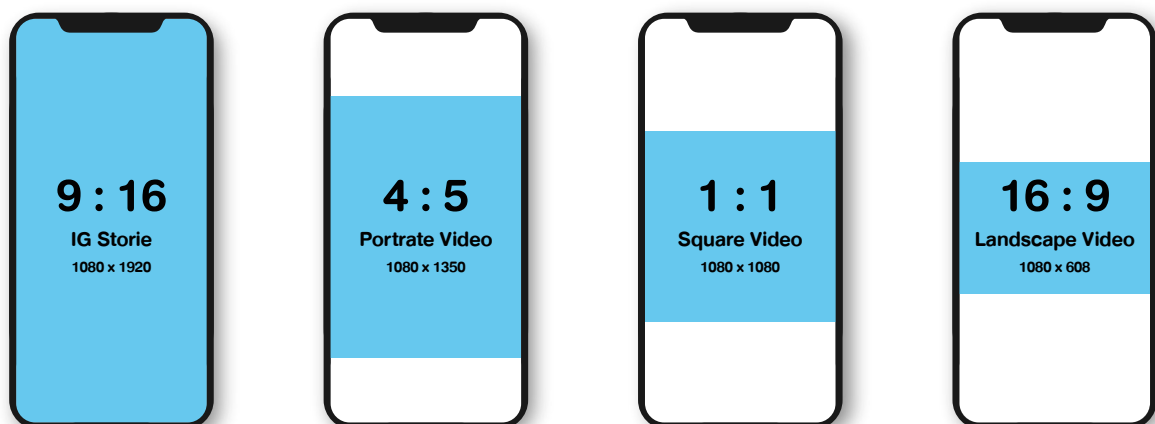 9 : 16
IG Storie
1080 x 1920
4 : 5
Portrate Video
1080 x 1350
1 : 1
Square Video
1080 x 1080
16 : 9
Landscape Video
1080 x 608